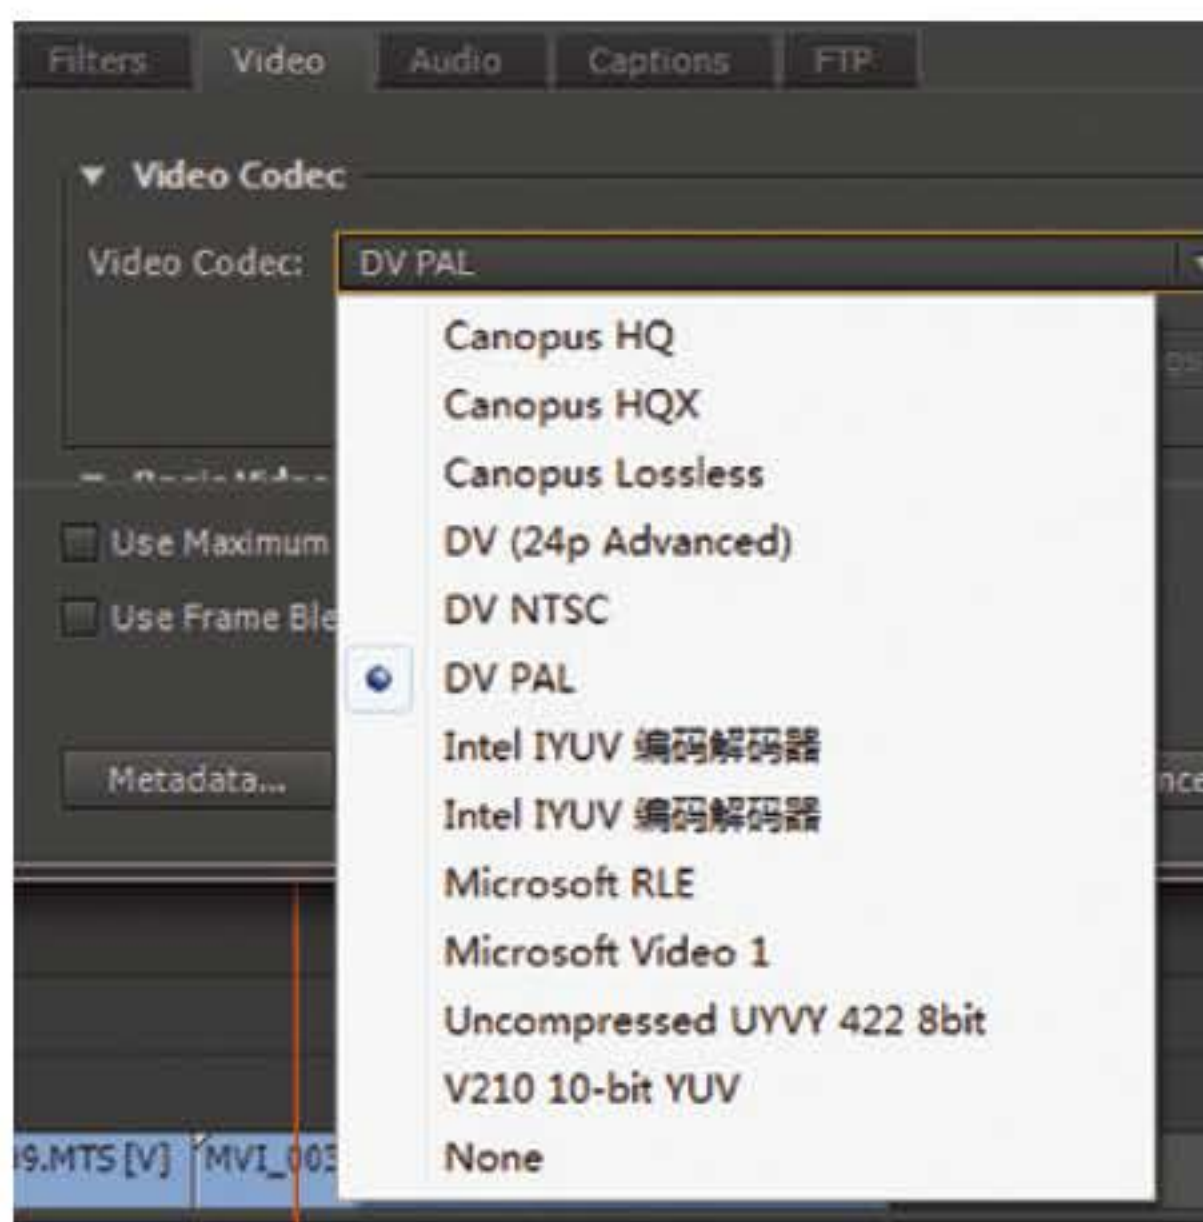 Filters Video Audio Captions FTP
Video Codec
Video Codec: DV PAL
Canopus HQ
Canopus HQX
Canopus Lossless
DV (24p Advanced)
Use Maximum
DV NTSC
Use Frame Ble
DV PAL
Intel IYUV 编码解码器
Metadata...
Intel IYUV 编码解码器
Microsoft RLE
Microsoft Video 1
Uncompressed UYVY 422 8bit
V210 10-bit YUV
9.MTS [V] MVI_003
None